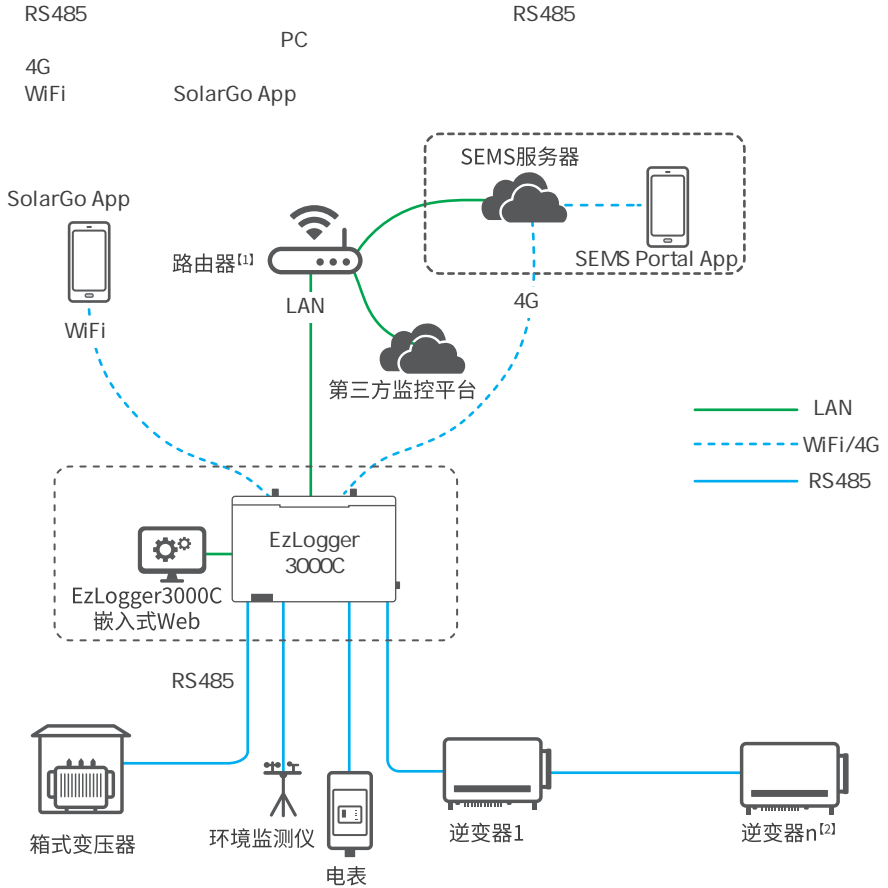 RS485 RS485
PC
4G
WiFi SolarGo App
SEMS服务器
SolarGo App
路由器【1】
SEMS Portal App
LAN
4G
WiFi
第三方监控平台
LAN
WiFi/4G
RS485
EzLogger
3000C
EzLogger3000C
嵌入式Web
RS485
箱式变压器
环境监测仪
电表
逆变器1
逆变器n【2】